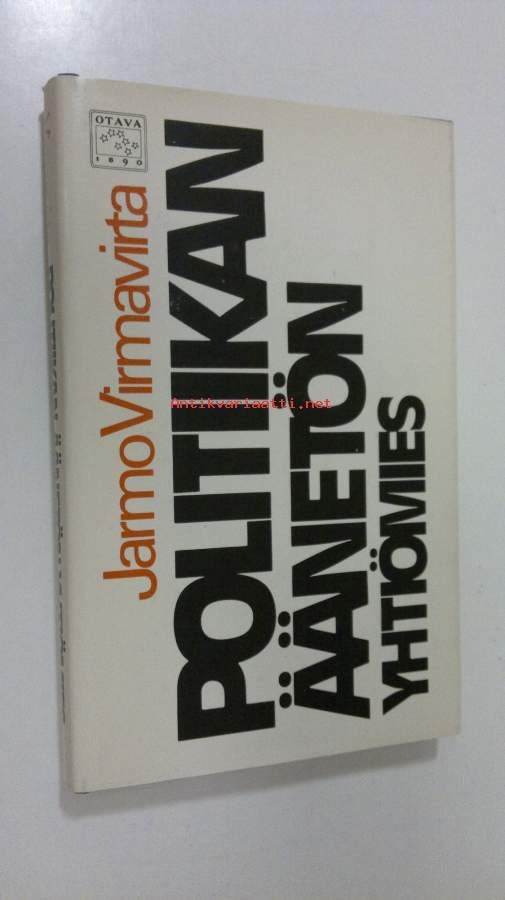 OTAVA
1890
Jarmo Virmavirta
POLITIIKAN
ÄÄNETÖN
YHTIÖMIES
Antikvariaatti.net